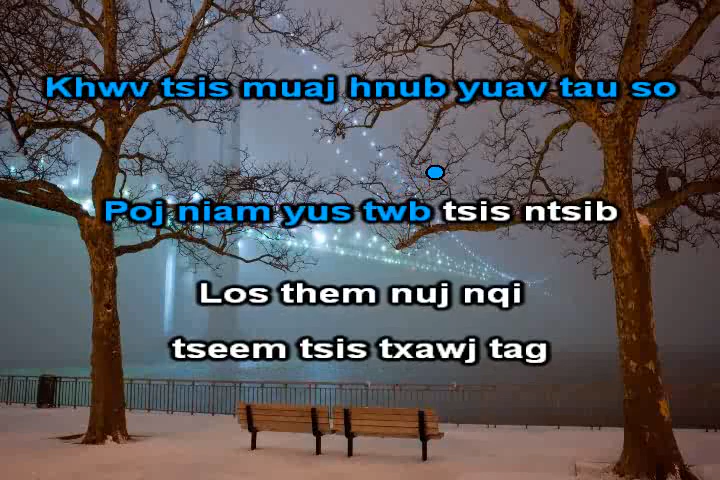 Khwv tsis muaj hnub yuav tau so
Poj niam yus twb tsis ntsib
Los them nuj nqi
tseem tsis txawj tag